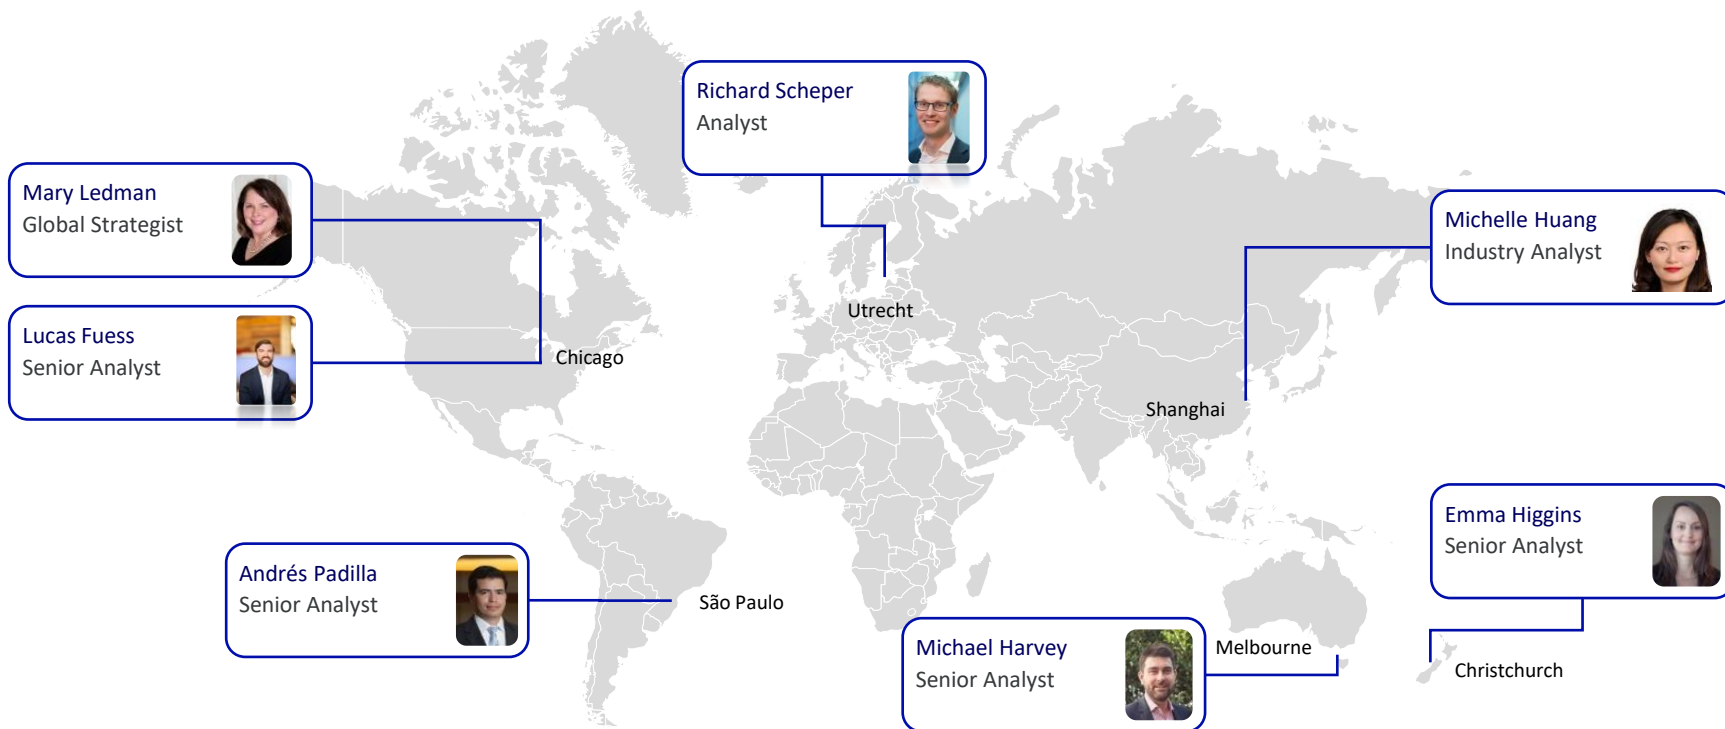 Richard Scheper
Analyst
Mary Ledman
Global Strategist
Michelle Huang
Industry Analyst
Utrecht
Lucas Fuess
Senior Analyst
Chicago
Shanghai
Emma Higgins
Senior Analyst
Andrés Padilla
Senior Analyst
São Paulo
Michael Harvey
Senior Analyst
Melbourne
Christchurch